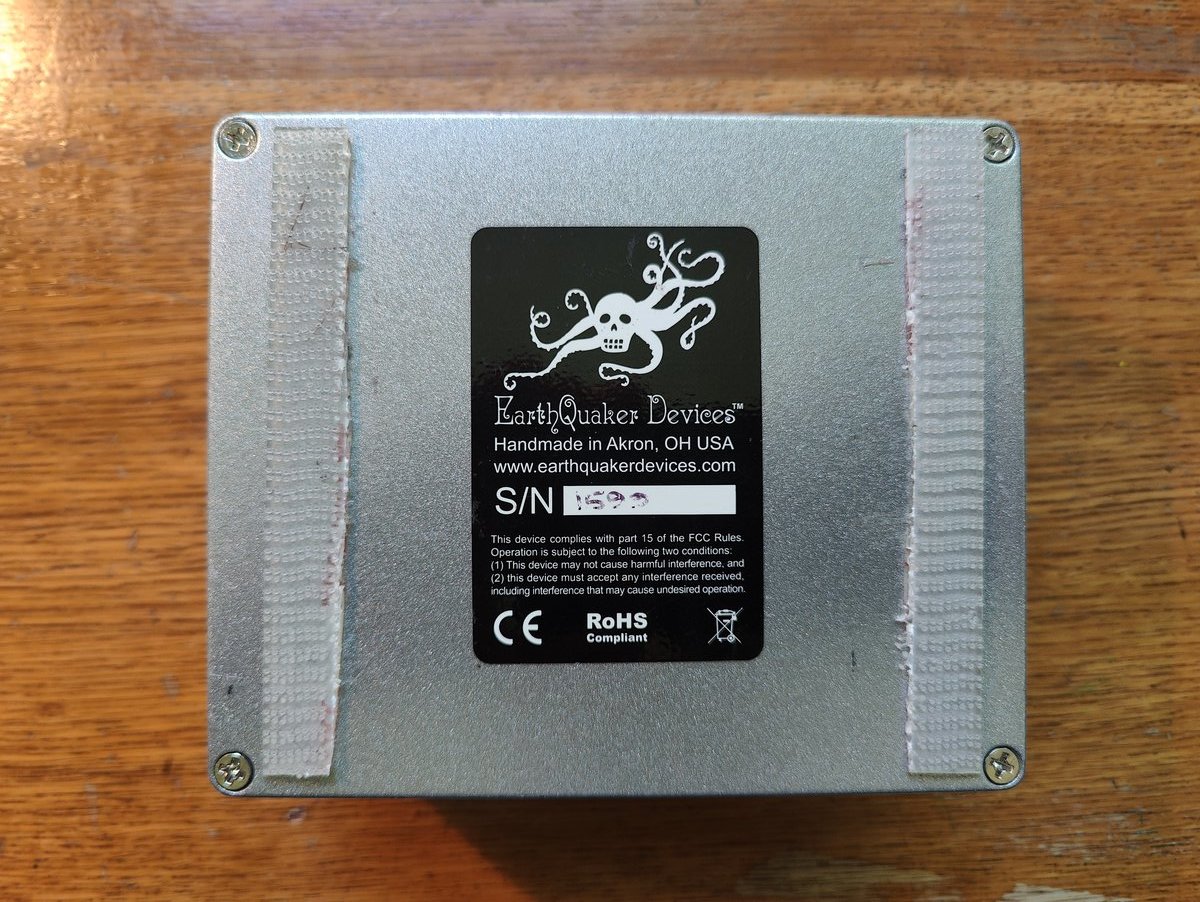 EarthQuaker Devices™
Handmade in Akron, OH USA
www.earthquakerdevices.com
S/N
This device complies with part 15 of the FCC Rules.
Operation is subject to the following two conditions:
(1) This device may not cause harmful interference, and
(2) this device must accept any interference received,
including interference that may cause undesired operation.
CE
RoHS
Compliant